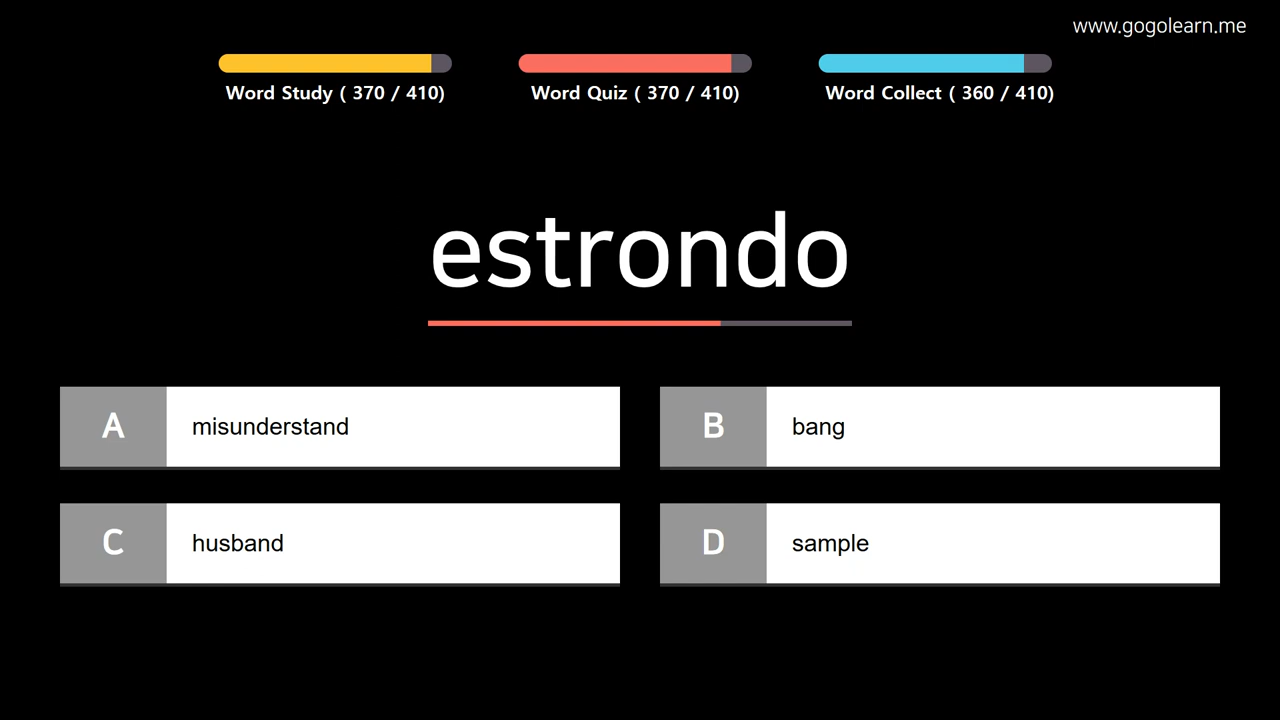 www.gogolearn.me
Word Study ( 370 / 410)
Word Quiz ( 370 / 410)
Word Collect ( 360 / 410)
estrondo
A misunderstand
B bang
C husband
D sample